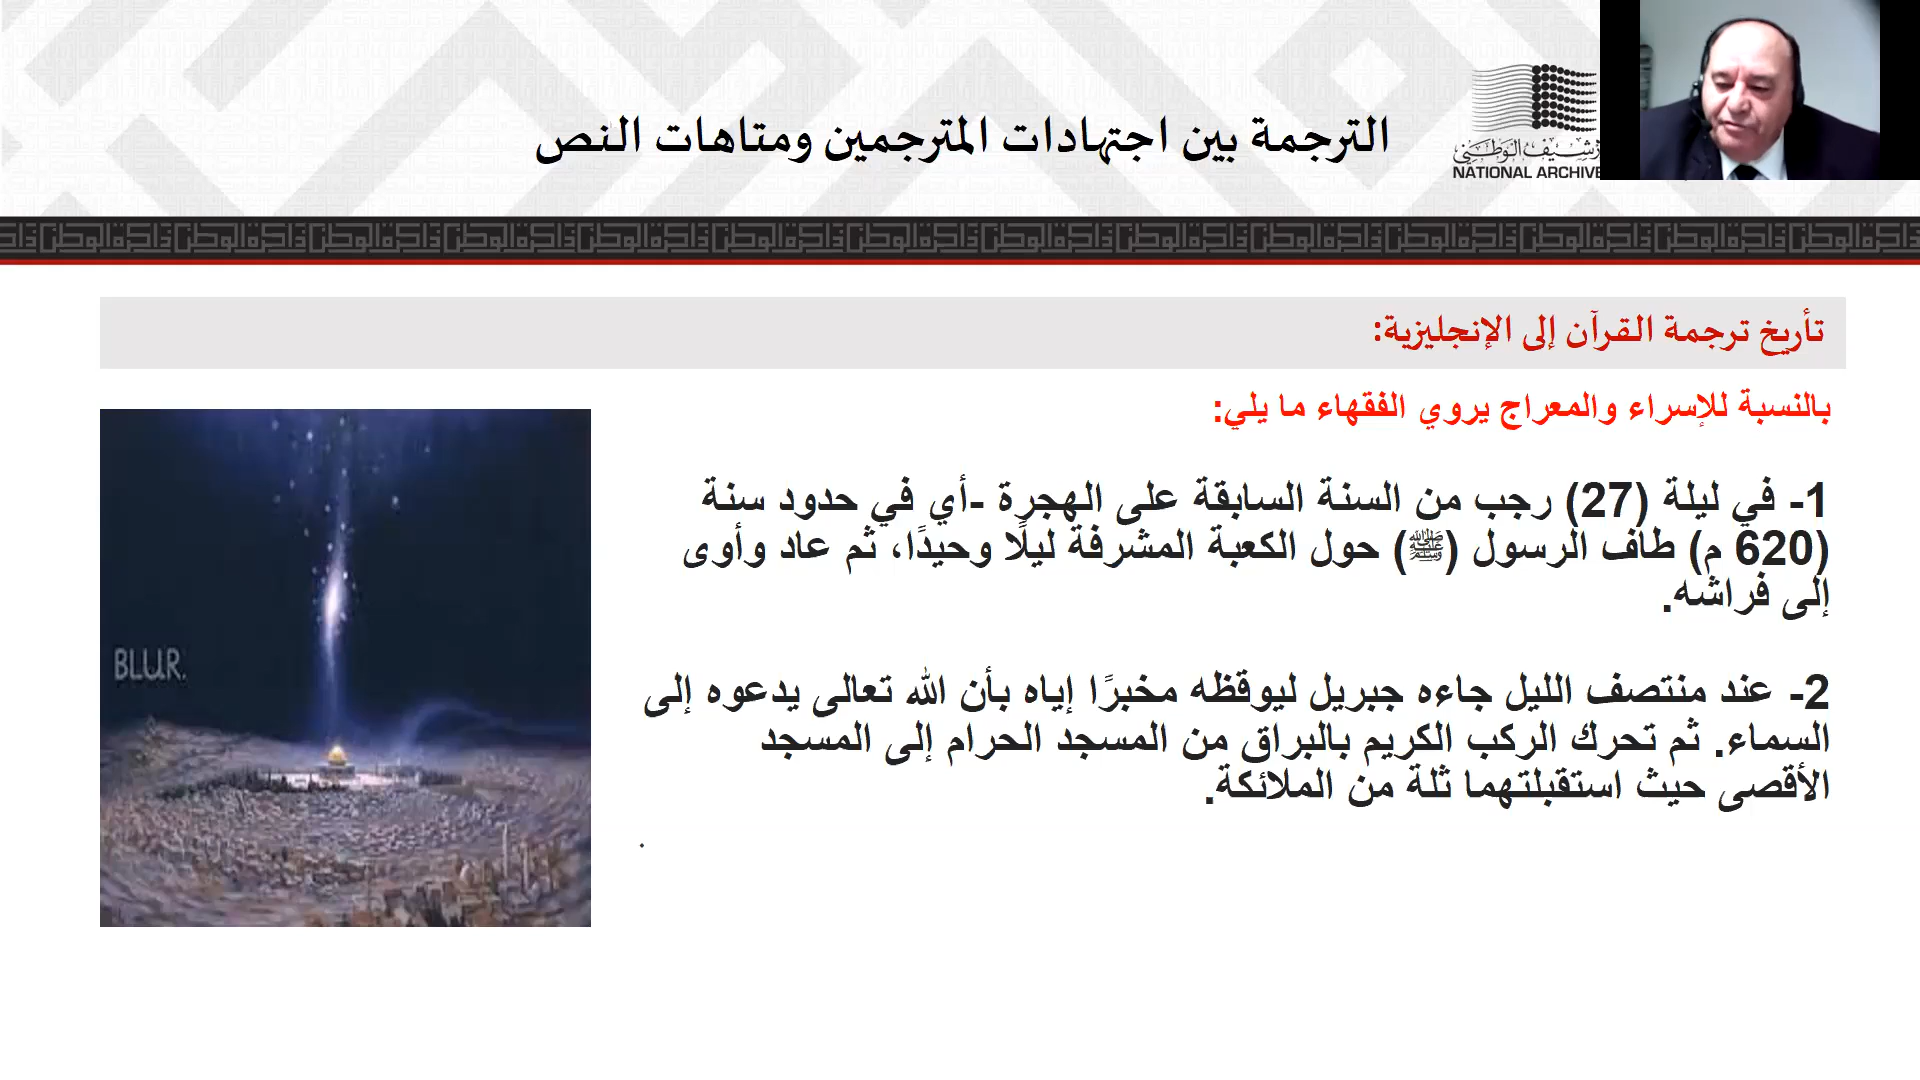 الترجمة بين اجتهادات المترجمين ومتاهات النص
NATIONAL ARCHIVE
تأريخ ترجمة القرآن إلى الإنجليزية:
بالنسبة للإسراء والمعراج يروي الفقهاء ما يلي:
1- في ليلة (27) رجب من السنة السابقة على الهجرة -أي في حدود سنة
(620 م) طاف الرسول (ﷺ) حول الكعبة المشرفة ليلًا وحيدًا، ثم عاد وأوى
إلى فراشه.
2- عند منتصف الليل جاءه جبريل ليوقظه مخبرًا إياه بأن الله تعالى يدعوه إلى
السماء. ثم تحرك الركب الكريم بالبراق من المسجد الحرام إلى المسجد
الأقصى حيث استقبلتهما ثلة من الملائكة.
BLUR.